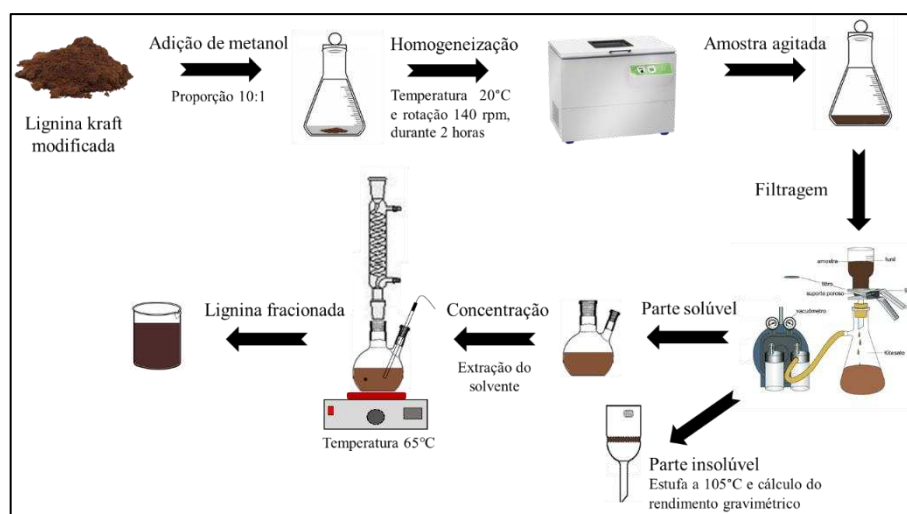 Adição de metanol
Proporção 10:1
Homogeneização
Temperatura 20°C
e rotação 140 rpm,
durante 2 horas
Amostra agitada
Lignina kraft
modificada
Filtragem
amostra
funil
filtro
suporte poroso
vacuômetro
Kitasato
Parte solúvel
Concentração
Extração do
solvente
Lignina fracionada
Temperatura 65°C
Parte insolúvel
Estufa a 105°C e cálculo do
rendimento gravimétrico